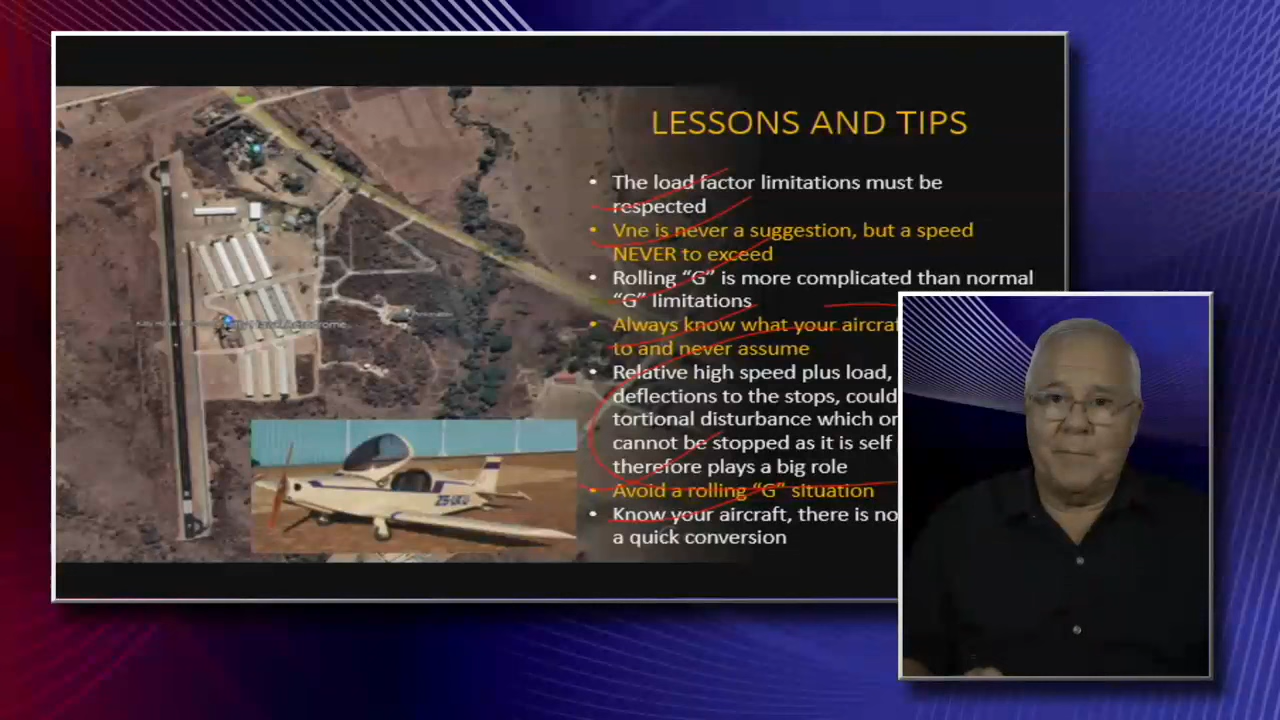 LESSONS AND TIPS
• The load factor limitations must be
respected
• Vne is never a suggestion, but a speed
NEVER to exceed
• Rolling “G” is more complicated than normal
“G” limitations
• Always know what your aircraf
to and never assume
• Relative high speed plus load,
deflections to the stops, could
tortional disturbance which or
cannot be stopped as it is self
therefore plays a big role
• Avoid a rolling “G” situation
• Know your aircraft, there is no
a quick conversion